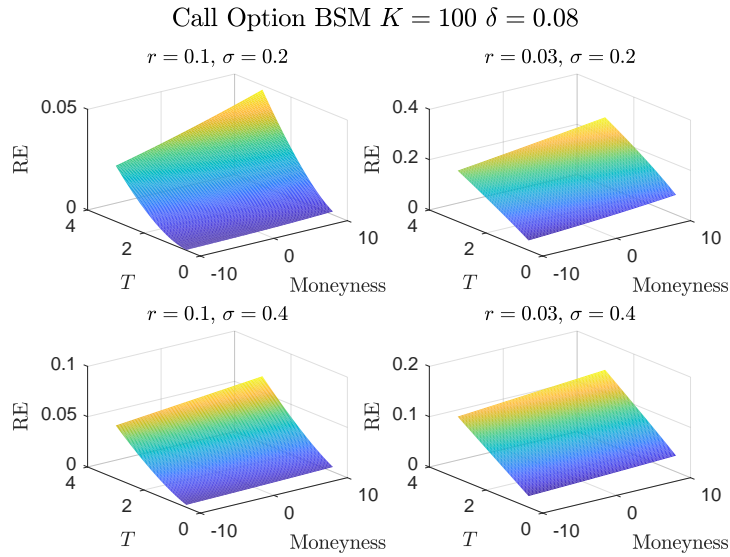 Call Option BSM K = 100 δ = 0.08
r = 0.1, σ = 0.2
0.05
0
RE
4
2
0
T
-10
0
10
Moneyness
r = 0.03, σ = 0.2
0.4
0.2
0
RE
4
2
0
T
-10
0
10
Moneyness
r = 0.1, σ = 0.4
0.1
0.05
0
RE
4
2
0
T
-10
0
10
Moneyness
r = 0.03, σ = 0.4
0.2
0.1
0
RE
4
2
0
T
-10
0
10
Moneyness